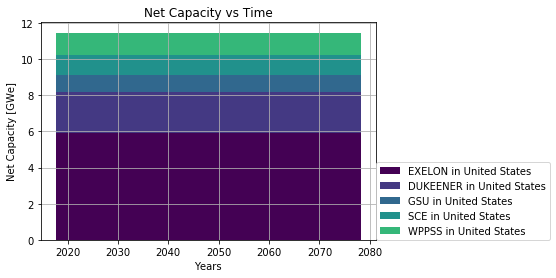 Net Capacity vs Time
Net Capacity [GWe]
12
10
8
6
4
2
0
2020 2030 2040 2050 2060 2070 2080
Years
EXELON in United States
DUKEENER in United States
GSU in United States
SCE in United States
WPPSS in United States